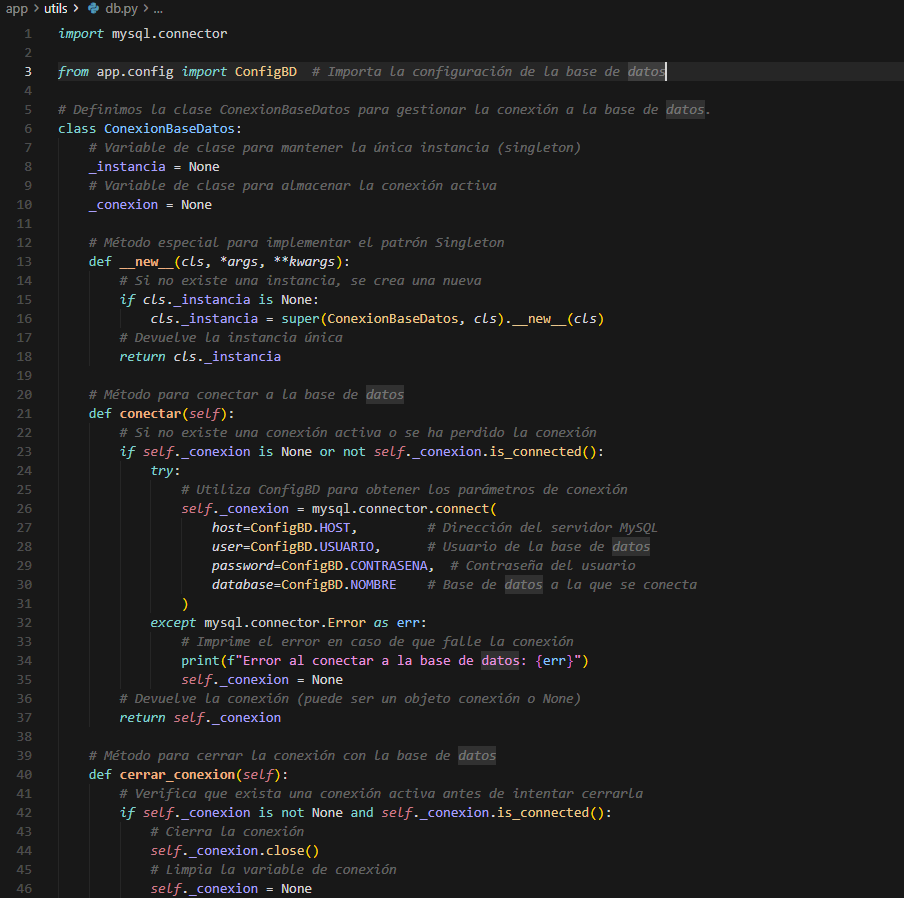 app > utils > db.py > ...
1 import mysql.connector
2
3 from app.config import ConfigBD  # Importa la configuración de la base de datos
4
5 # Definimos la clase ConexionBaseDatos para gestionar la conexión a la base de datos.
6 class ConexionBaseDatos:
7     # Variable de clase para mantener la única instancia (singleton)
8     _instancia = None
9     # Variable de clase para almacenar la conexión activa
10     _conexion = None
11
12     # Método especial para implementar el patrón Singleton
13     def __new__(cls, *args, **kwargs):
14         # Si no existe una instancia, se crea una nueva
15         if cls._instancia is None:
16             cls._instancia = super(ConexionBaseDatos, cls).__new__(cls)
17         # Devuelve la instancia única
18         return cls._instancia
19
20     # Método para conectar a la base de datos
21     def conectar(self):
22         # Si no existe una conexión activa o se ha perdido la conexión
23         if self._conexion is None or not self._conexion.is_connected():
24             try:
25                 # Utiliza ConfigBD para obtener los parámetros de conexión
26                 self._conexion = mysql.connector.connect(
27                     host=ConfigBD.HOST,         # Dirección del servidor MySQL
28                     user=ConfigBD.USUARIO,      # Usuario de la base de datos
29                     password=ConfigBD.CONTRASENA,  # Contraseña del usuario
30                     database=ConfigBD.NOMBRE    # Base de datos a la que se conecta
31                 )
32             except mysql.connector.Error as err:
33                 # Imprime el error en caso de que falle la conexión
34                 print(f"Error al conectar a la base de datos: {err}")
35                 self._conexion = None
36         # Devuelve la conexión (puede ser un objeto conexión o None)
37         return self._conexion
38
39     # Método para cerrar la conexión con la base de datos
40     def cerrar_conexion(self):
41         # Verifica que exista una conexión activa antes de intentar cerrarla
42         if self._conexion is not None and self._conexion.is_connected():
43             # Cierra la conexión
44             self._conexion.close()
45             # Limpia la variable de conexión
46             self._conexion = None